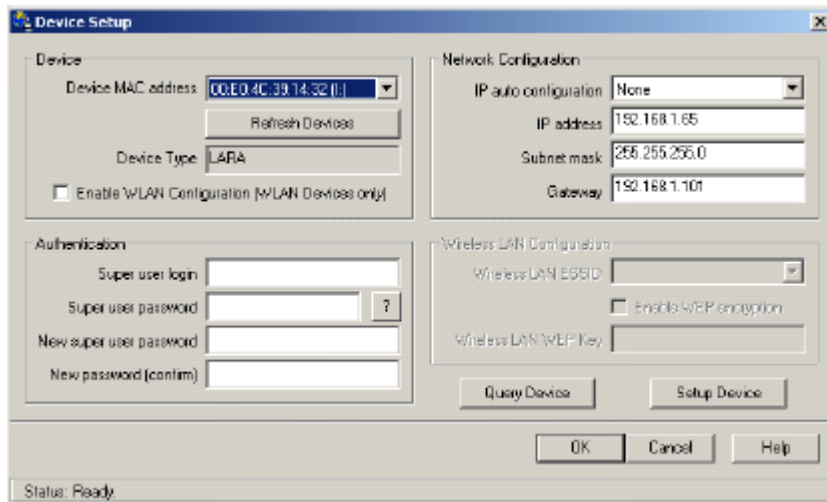 Device Setup
Device
Device MAC address 00:E0:4C:39:14:32 (I:)
Refresh Devices
Device Type LARA
Enable WLAN Configuration (WLAN Devices only)
Network Configuration
IP auto configuration None
IP address 192.168.1.65
Subnet mask 255.255.255.0
Gateway 192.168.1.101
Authentication
Super user login
Super user password ?
New super user password
New password (confirm)
Wireless LAN Configuration
Wireless LAN ESSID
Enable WEP encryption
Wireless LAN WEP Key
Query Device
Setup Device
OK
Cancel
Help
Status: Ready.